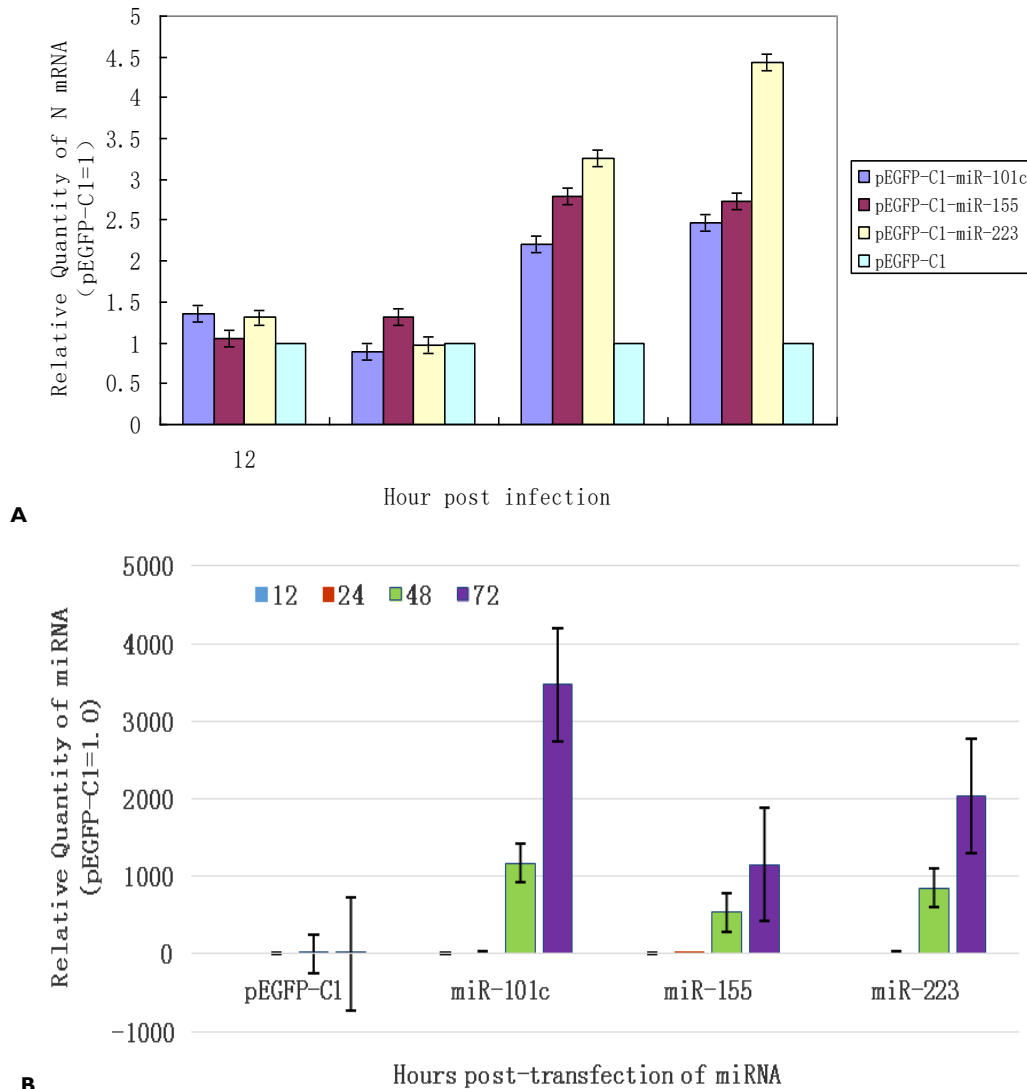 Relative Quantity of N mRNA
(pEGFP-C1=1)
5
4.5
4
3.5
3
2.5
2
1.5
1
0.5
0
12
Hour post infection
pEGFP-C1-miR-101c
pEGFP-C1-miR-155
pEGFP-C1-miR-223
pEGFP-C1
A
Relative Quantity of miRNA
(pEGFP-C1=1.0)
5000
4000
3000
2000
1000
0
-1000
12 24 48 72
pEGFP-C1 miR-101c miR-155 miR-223
Hours post-transfection of miRNA
B